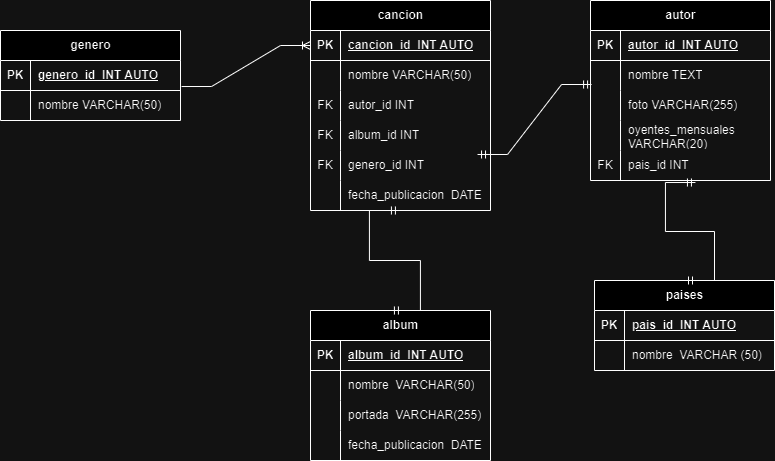 genero
PK genero_id INT AUTO
nombre VARCHAR(50)
cancion
PK cancion_id INT AUTO
nombre VARCHAR(50)
FK autor_id INT
FK album_id INT
FK genero_id INT
fecha_publicacion DATE
autor
PK autor_id INT AUTO
nombre TEXT
foto VARCHAR(255)
oyentes_mensuales
VARCHAR(20)
FK pais_id INT
album
PK album_id INT AUTO
nombre VARCHAR(50)
portada VARCHAR(255)
fecha_publicacion DATE
paises
PK pais_id INT AUTO
nombre VARCHAR (50)